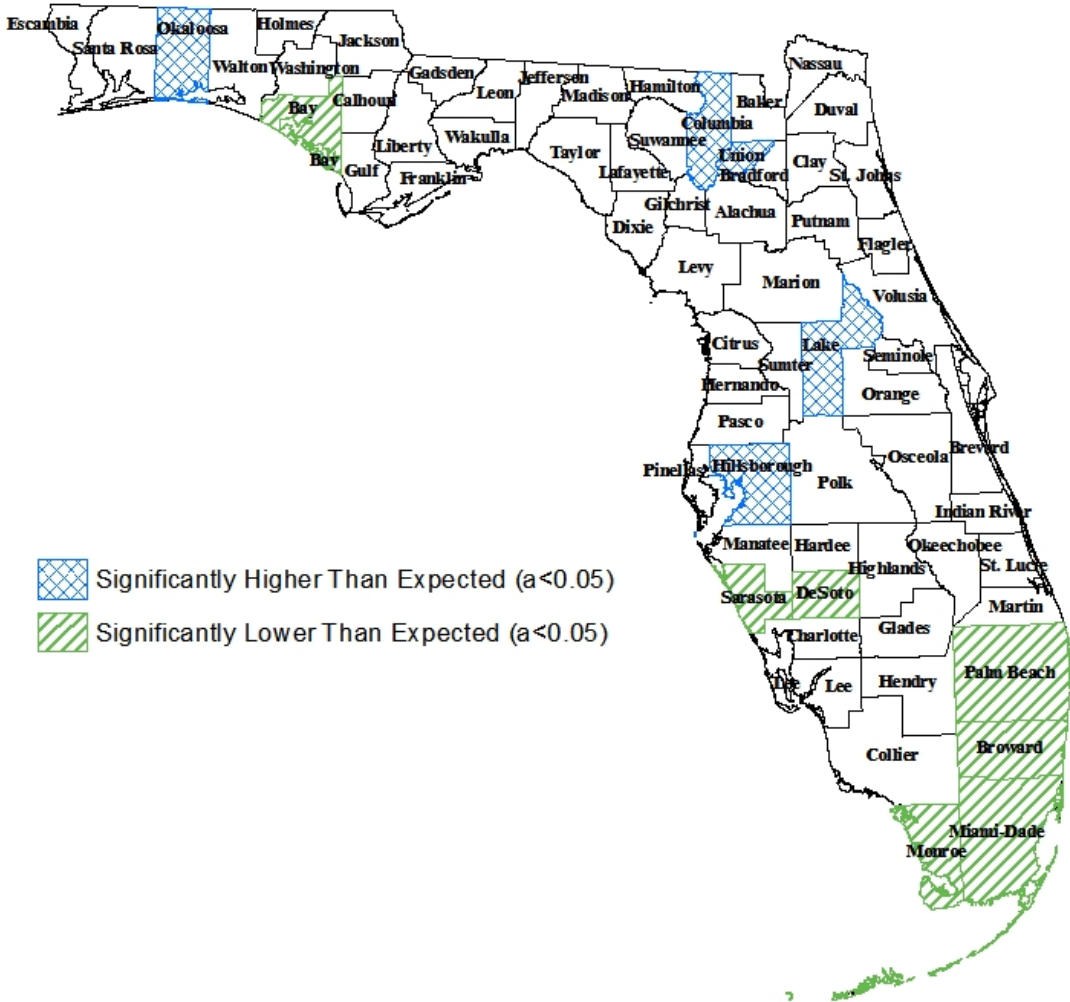 Escambia
Santa Rosa
Okaloosa
Walton
Holmes
Washington
Jackson
Bay
Bay
Calhoun
Gulf
Gadsden
Liberty
Franklin
Leon
Wakulla
Jefferson
Madison
Taylor
Hamilton
Suwannee
Lafayette
Dixie
Columbia
Gilchrist
Baker
Union
Bradford
Alachua
Nassau
Duval
Clay
St. Johns
Putnam
Flagler
Levy
Marion
Volusia
Citrus
Sumter
Lake
Seminole
Hernando
Orange
Pasco
Osceola
Brevard
Pinellas
Hillsborough
Polk
Indian River
Manatee
Hardee
Highlands
Okeechobee
St. Lucie
Sarasota
DeSoto
Martin
Charlotte
Glades
Lee
Lee
Hendry
Palm Beach
Collier
Broward
Miami-Dade
Monroe
Significantly Higher Than Expected (a<0.05)
Significantly Lower Than Expected (a<0.05)